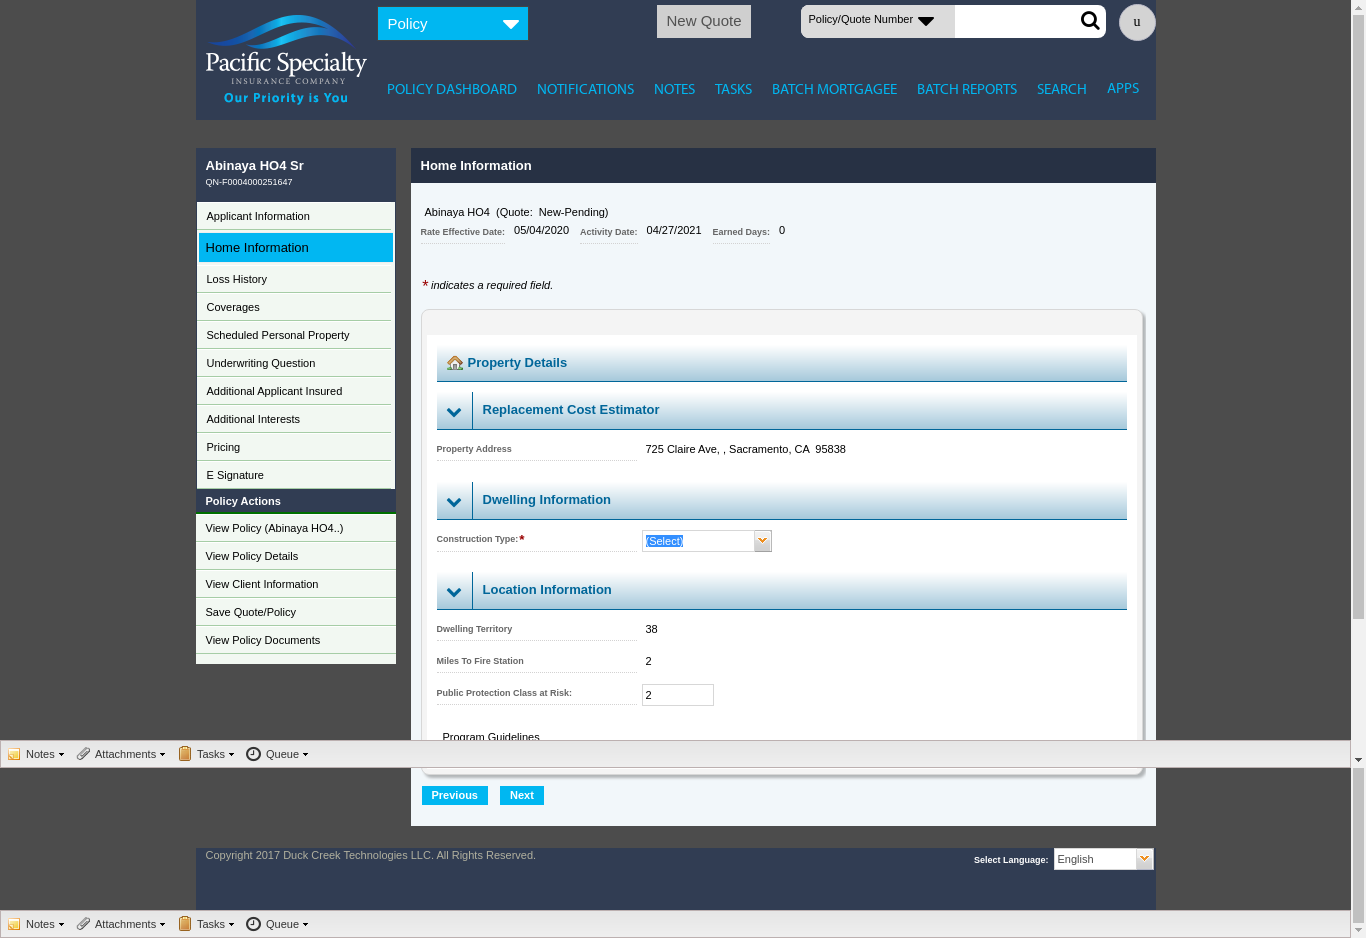 Policy
New Quote
Policy/Quote Number
u
Pacific Specialty
INSURANCE COMPANY
Our Priority is You
POLICY DASHBOARD NOTIFICATIONS NOTES TASKS BATCH MORTGAGEE BATCH REPORTS SEARCH APPS
Abinaya HO4 Sr
QN-F0004000251647
Applicant Information
Home Information
Loss History
Coverages
Scheduled Personal Property
Underwriting Question
Additional Applicant Insured
Additional Interests
Pricing
E Signature
Policy Actions
View Policy (Abinaya HO4..)
View Policy Details
View Client Information
Save Quote/Policy
View Policy Documents
Home Information
Abinaya HO4 (Quote: New-Pending)
Rate Effective Date: 05/04/2020 Activity Date: 04/27/2021 Earned Days: 0
* indicates a required field.
Property Details
Replacement Cost Estimator
Property Address 725 Claire Ave, , Sacramento, CA 95838
Dwelling Information
Construction Type:* (Select)
Location Information
Dwelling Territory 38
Miles To Fire Station 2
Public Protection Class at Risk: 2
Program Guidelines
Notes Attachments Tasks Queue
Previous Next
Copyright 2017 Duck Creek Technologies LLC. All Rights Reserved.
Select Language: English
Notes Attachments Tasks Queue